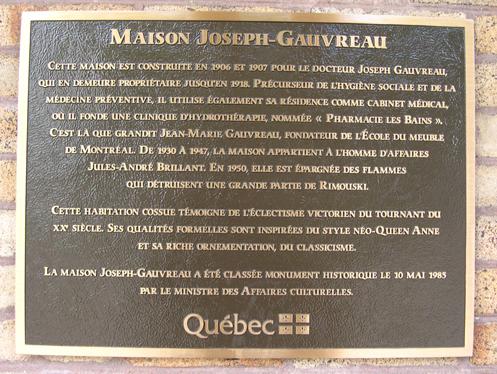 MAISON JOSEPH-GAUVREAU
CETTE MAISON EST CONSTRUITE EN 1906 ET 1907 POUR LE DOCTEUR JOSEPH GAUVREAU,
QUI EN DEMEURE PROPRIÉTAIRE JUSQU'EN 1918. PRÉCURSEUR DE L'HYGIÈNE SOCIALE ET DE LA
MÉDECINE PRÉVENTIVE, IL UTILISE ÉGALEMENT SA RÉSIDENCE COMME CABINET MÉDICAL,
OÙ IL FONDE UNE CLINIQUE D'HYDROTHÉRAPIE, NOMMÉE « PHARMACIE LES BAINS ».
C'EST LÀ QUE GRANDIT JEAN-MARIE GAUVREAU, FONDATEUR DE L'ÉCOLE DU MEUBLE
DE MONTRÉAL. DE 1930 À 1947, LA MAISON APPARTIENT À L'HOMME D'AFFAIRES
JULES-ANDRÉ BRILLANT. EN 1950, ELLE EST ÉPARGNÉE DES FLAMMES
QUI DÉTRUISENT UNE GRANDE PARTIE DE RIMOUSKI.
CETTE HABITATION COSSUE TÉMOIGNE DE L'ÉCLECTISME VICTORIEN DU TOURNANT DU
XXe SIÈCLE. SES QUALITÉS FORMELLES SONT INSPIRÉES DU STYLE NÉO-QUEEN ANNE
ET SA RICHE ORNEMENTATION, DU CLASSICISME.
LA MAISON JOSEPH-GAUVREAU A ÉTÉ CLASSÉE MONUMENT HISTORIQUE LE 10 MAI 1985
PAR LE MINISTRE DES AFFAIRES CULTURELLES.
Québec